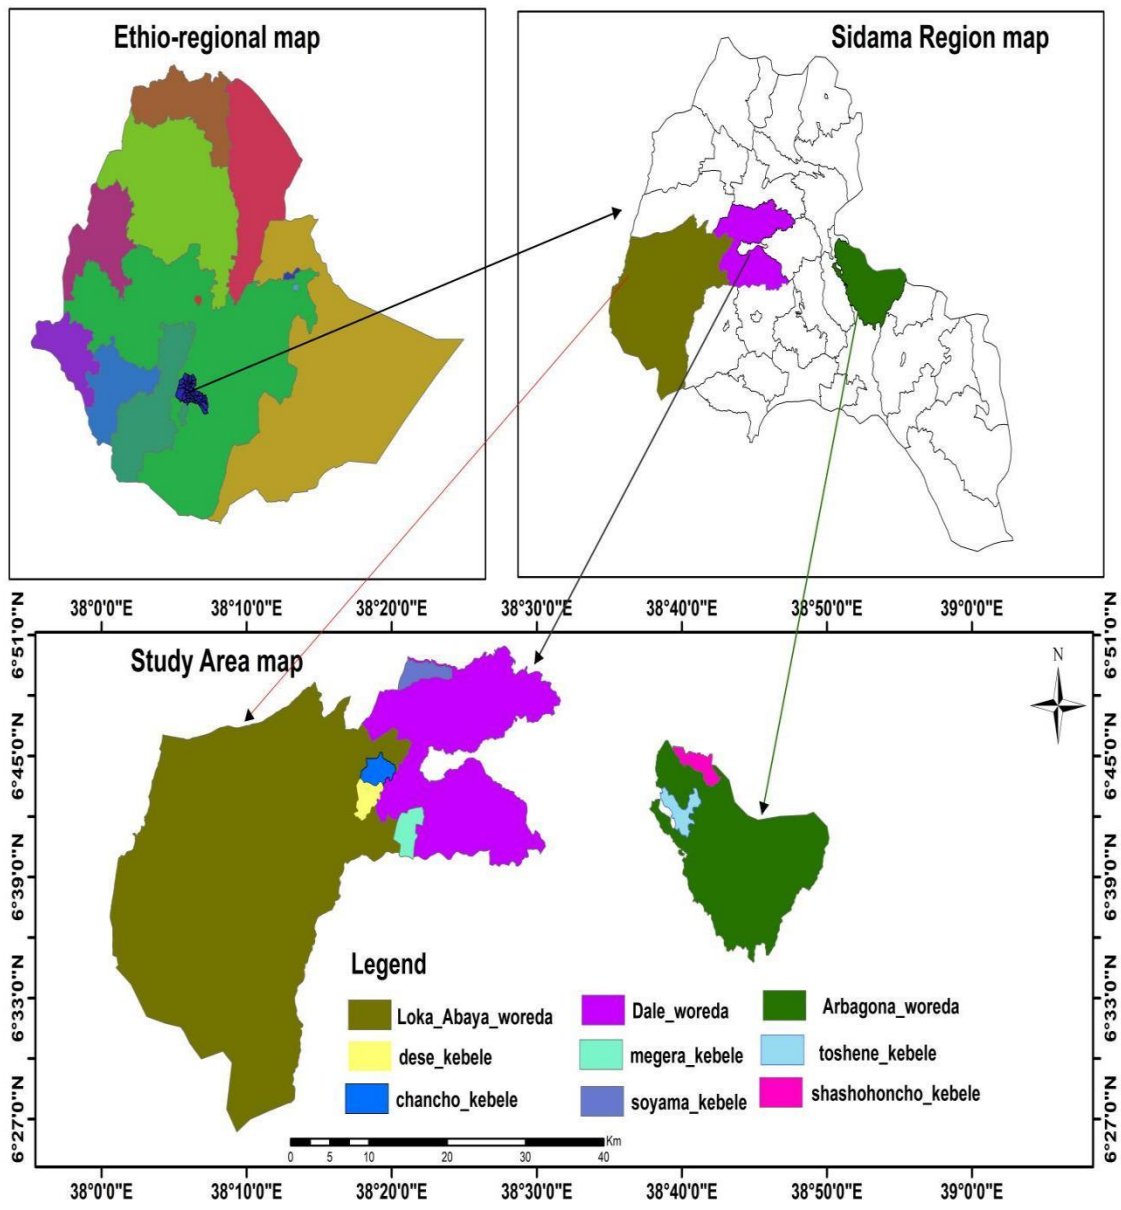 Ethio-regional map
Sidama Region map
38°0'0"E 38°10'0"E 38°20'0"E 38°30'0"E 38°40'0"E 38°50'0"E 39°0'0"E
6°51'0"N 6°51'0"N
Study Area map
N
6°45'0"N 6°45'0"N
6°39'0"N 6°39'0"N
Legend
Loka_Abaya_woreda Dale_woreda Arbagona_woreda
6°33'0"N 6°33'0"N
dese_kebele megera_kebele toshene_kebele
chancho_kebele soyama_kebele shashohoncho_kebele
6°27'0"N 6°27'0"N
Km
0 5 10 20 30 40
38°0'0"E 38°10'0"E 38°20'0"E 38°30'0"E 38°40'0"E 38°50'0"E 39°0'0"E